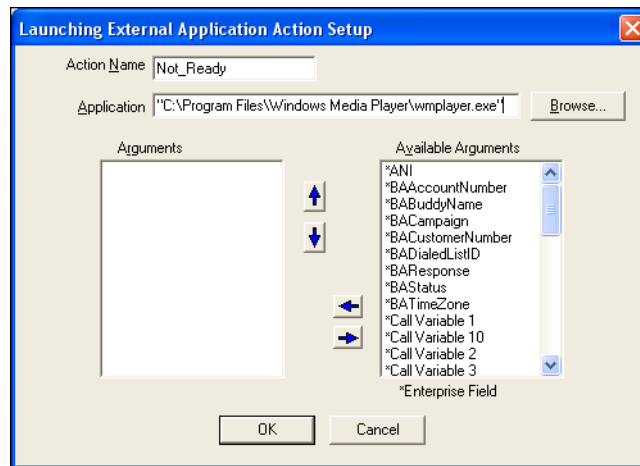 Launching External Application Action Setup
Action Name Not_Ready
Application "C:\Program Files\Windows Media Player\wmplayer.exe" Browse...
Arguments Available Arguments
*ANI
*BAAccountNumber
*BABuddyName
*BACampaign
*BACustomerNumber
*BADialedListID
*BAResponse
*BAStatus
*BATimeZone
*Call Variable 1
*Call Variable 10
*Call Variable 2
*Call Variable 3
*Enterprise Field
OK Cancel